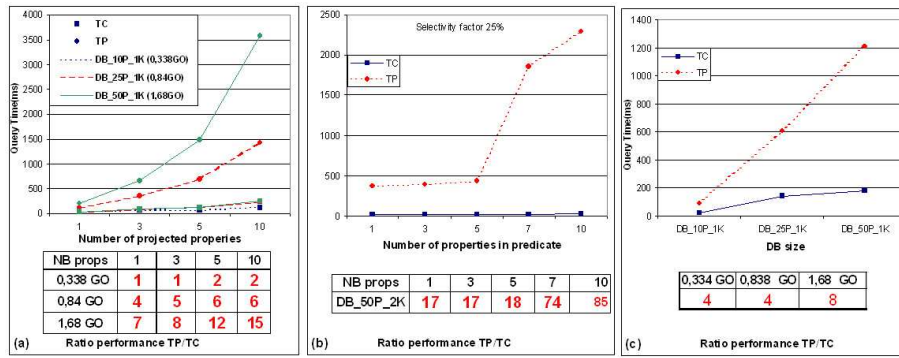 4000
3500
3000
2500
2000
1500
1000
500
0
Query Time(ms)
TC
TP
DB_10P_1K (0,338GO)
DB_25P_1K (0,84GO)
DB_50P_1K (1,68GO)
1 3 5 10
Number of projected properies
NB props 1 3 5 10
0,338 GO 1 1 2 2
0,84 GO 4 5 6 6
1,68 GO 7 8 12 15
(a) Ratio performance TP/TC
2500
2000
1500
1000
500
0
Selectivity factor 25%
TC
TP
1 3 5 7 10
Number of properties in predicate
NB props 1 3 5 7 10
DB_50P_2K 17 17 18 74 85
(b) Ratio performance TP/TC
1400
1200
1000
800
600
400
200
0
Query Time(ms)
TC
TP
DB_10P_1K DB_25P_1K DB_50P_1K
DB size
0,334 GO 0,838 GO 1,68 GO
4 4 8
(c) Ratio performance TP/TC